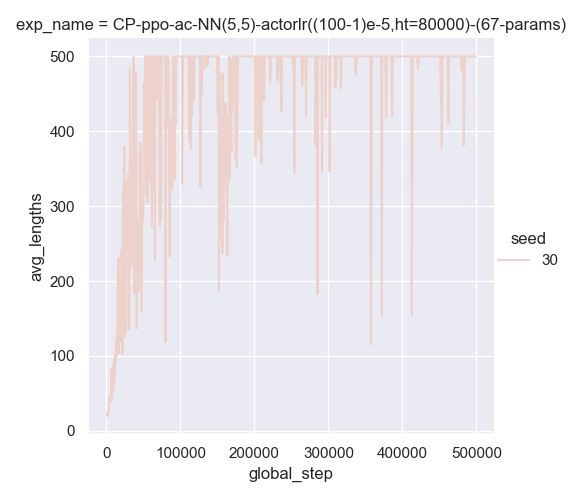 exp_name = CP-ppo-ac-NN(5,5)-actorlr((100-1)e-5,ht=80000)-(67-params)
500
400
300
200
100
0
avg_lengths
0 100000 200000 300000 400000 500000
global_step
seed
30